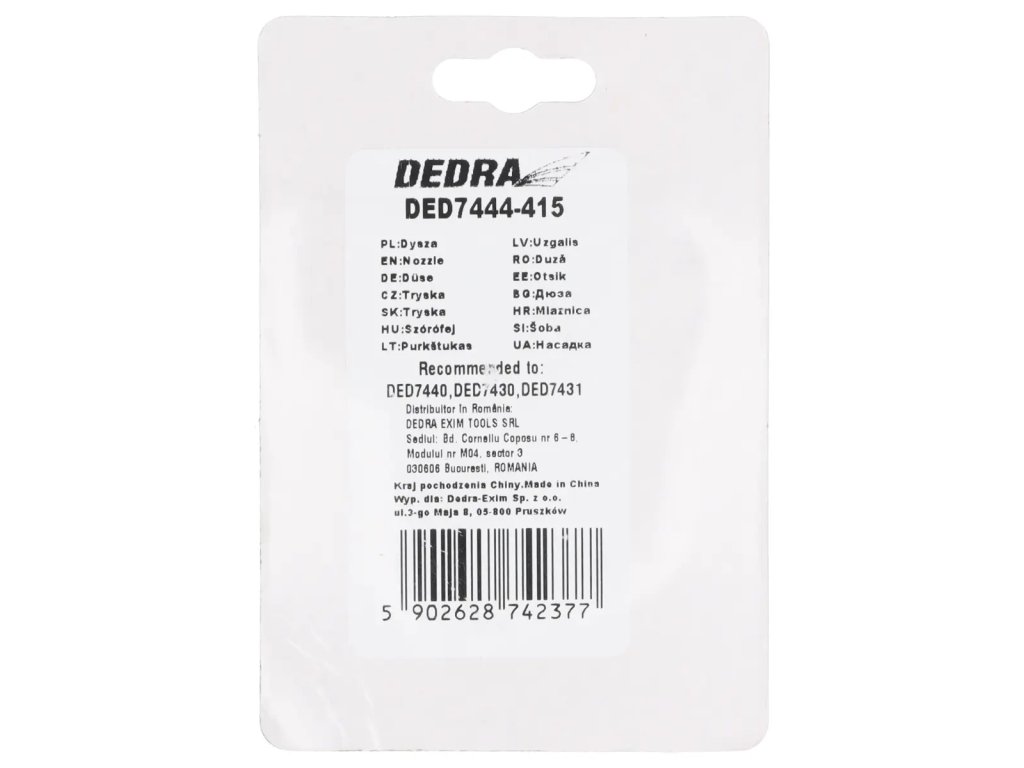 DEDRA
DED7444-415
PL:Dysza
EN:Nozzle
DE:Düse
CZ:Tryska
SK:Tryska
HU:Szórófej
LT:Purkštukas
LV:Uzgalis
RO:Duză
EE:Otsik
BG:Дюза
HR:Mlaznica
SI:Šoba
UA:Насадка
Recommended to:
DED7440,DED7430,DED7431
Distribuitor în România:
DEDRA EXIM TOOLS SRL
Sediul: Bd. Corneliu Coposu nr 6 – 8,
Modulul nr M04, sector 3
030606 Bucuresti, ROMANIA
Kraj pochodzenia Chiny.Made in China
Wyp. dla: Dedra-Exim Sp. z o.o.
ul.3-go Maja 8, 05-800 Pruszków
5 902628 742377